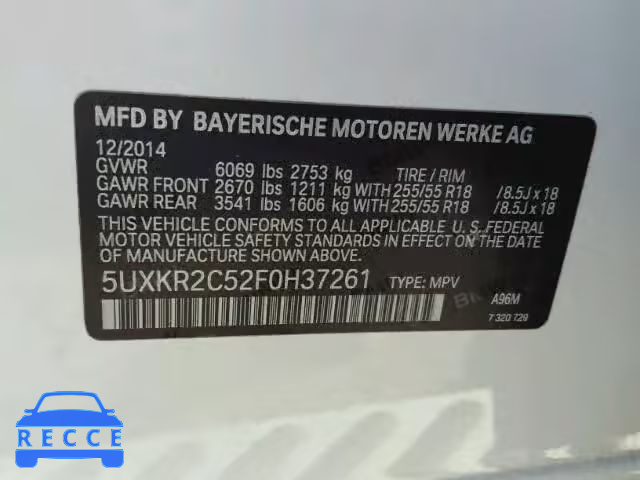 MFD BY BAYERISCHE MOTOREN WERKE AG
12/2014
GVWR 6069 lbs 2753 kg TIRE / RIM
GAWR FRONT 2670 lbs 1211 kg WITH 255/55 R18 /8.5J x 18
GAWR REAR 3541 lbs 1606 kg WITH 255/55 R18 /8.5J x 18
THIS VEHICLE CONFORMS TO ALL APPLICABLE U.S. FEDERAL
MOTOR VEHICLE SAFETY STANDARDS IN EFFECT ON THE DATE
OF MANUFACTURE SHOWN ABOVE.
5UXKR2C52F0H37261 TYPE: MPV
A96M
7 320 729
RECCE